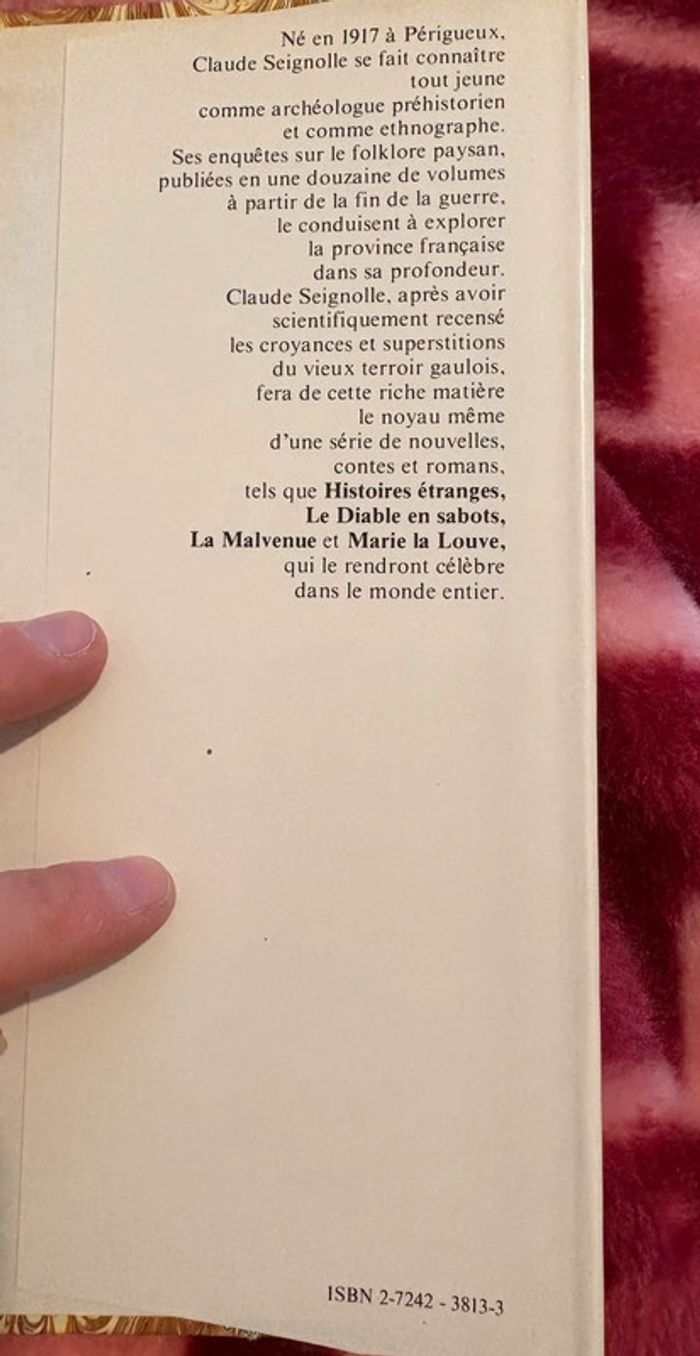 Né en 1917 à Périgueux,
Claude Seignolle se fait connaître
tout jeune
comme archéologue préhistorien
et comme ethnographe.
Ses enquêtes sur le folklore paysan,
publiées en une douzaine de volumes
à partir de la fin de la guerre,
le conduisent à explorer
la province française
dans sa profondeur.
Claude Seignolle, après avoir
scientifiquement recensé
les croyances et superstitions
du vieux terroir gaulois,
fera de cette riche matière
le noyau même
d'une série de nouvelles,
contes et romans,
tels que Histoires étranges,
Le Diable en sabots,
La Malvenue et Marie la Louve,
qui le rendront célèbre
dans le monde entier.
ISBN 2-7242 - 3813-3